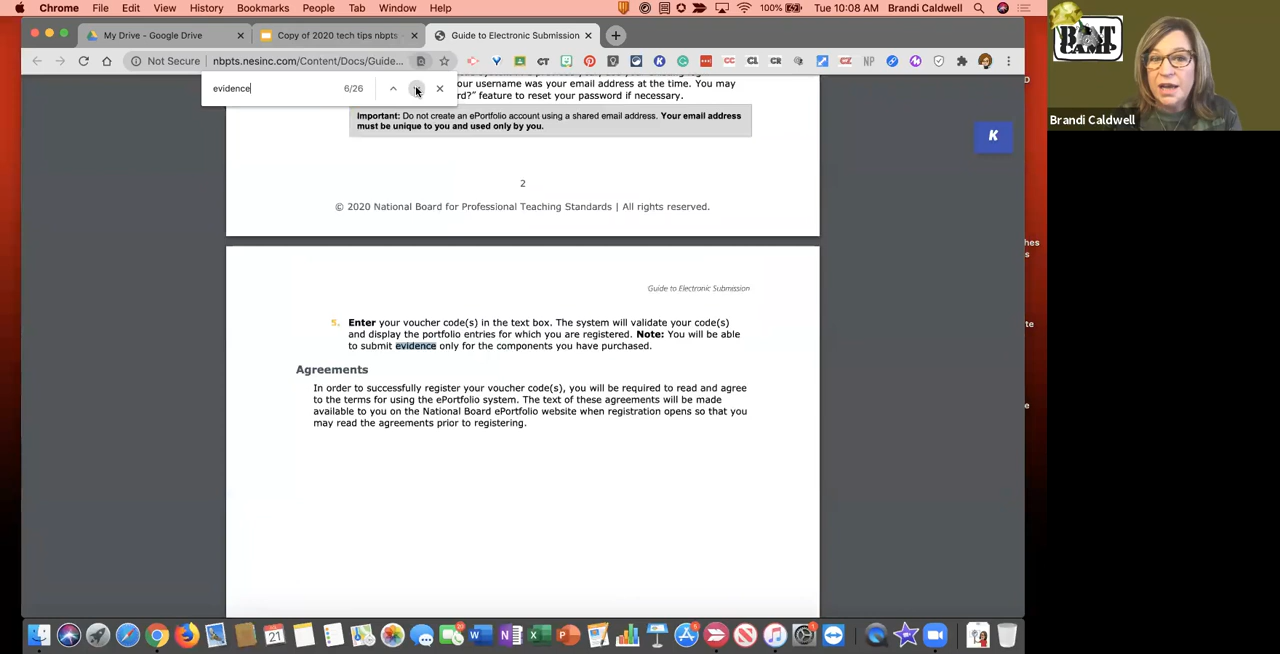 Chrome File Edit View History Bookmarks People Tab Window Help 100% Tue 10:08 AM Brandi Caldwell
My Drive - Google Drive Copy of 2020 tech tips nbpts Guide to Electronic Submission
Not Secure nbpts.nesinc.com/Content/Docs/Guide...
evidence 6/26
our username was your email address at the time. You may
rd?" feature to reset your password if necessary.
Important: Do not create an ePortfolio account using a shared email address. Your email address
must be unique to you and used only by you.
2
© 2020 National Board for Professional Teaching Standards | All rights reserved.
Guide to Electronic Submission
5. Enter your voucher code(s) in the text box. The system will validate your code(s)
and display the portfolio entries for which you are registered. Note: You will be able
to submit evidence only for the components you have purchased.
Agreements
In order to successfully register your voucher code(s), you will be required to read and agree
to the terms for using the ePortfolio system. The text of these agreements will be made
available to you on the National Board ePortfolio website when registration opens so that you
may read the agreements prior to registering.
K
hes
s
te
e
BOOT
CAMP
Brandi Caldwell